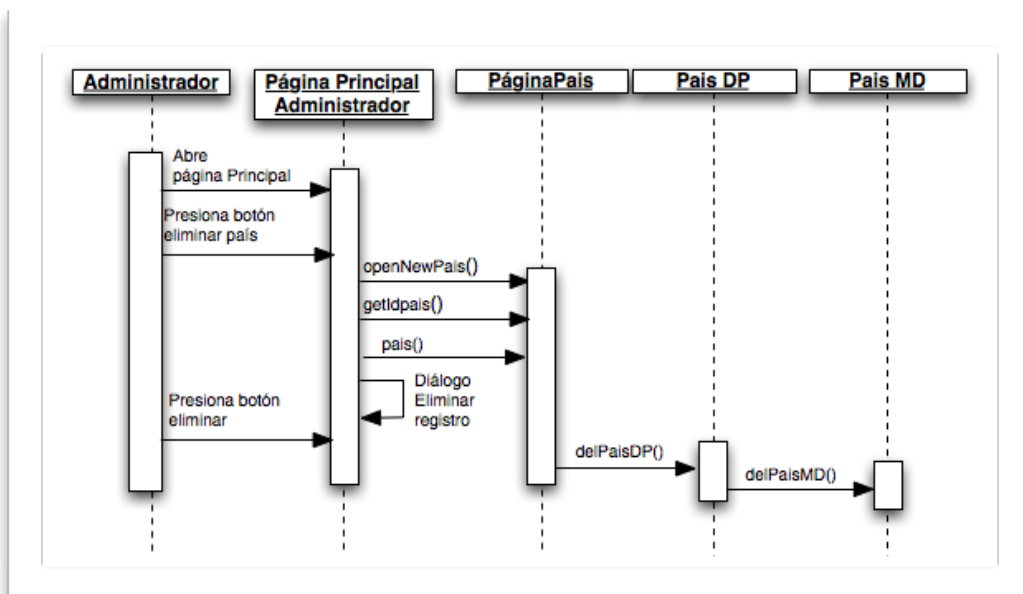 Administrador
Página Principal
Administrador
PáginaPais
Pais DP
Pais MD
Abre
página Principal
Presiona botón
eliminar país
openNewPais()
getIdpais()
pais()
Diálogo
Eliminar
registro
Presiona botón
eliminar
delPaisDP()
delPaisMD()